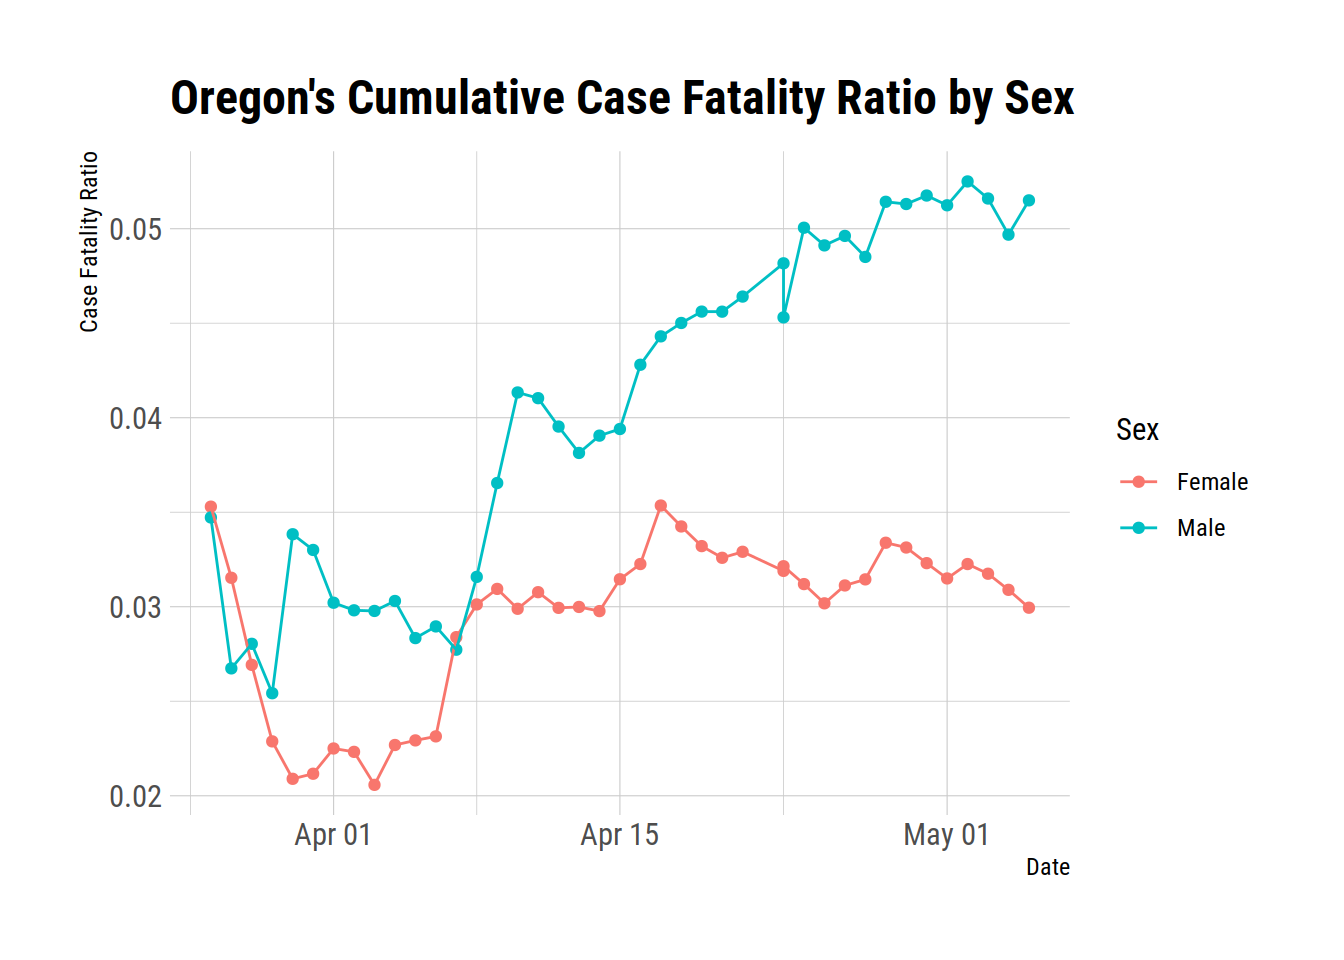 Oregon's Cumulative Case Fatality Ratio by Sex
Case Fatality Ratio
0.05
0.04
0.03
0.02
Apr 01
Apr 15
May 01
Date
Sex
Female
Male